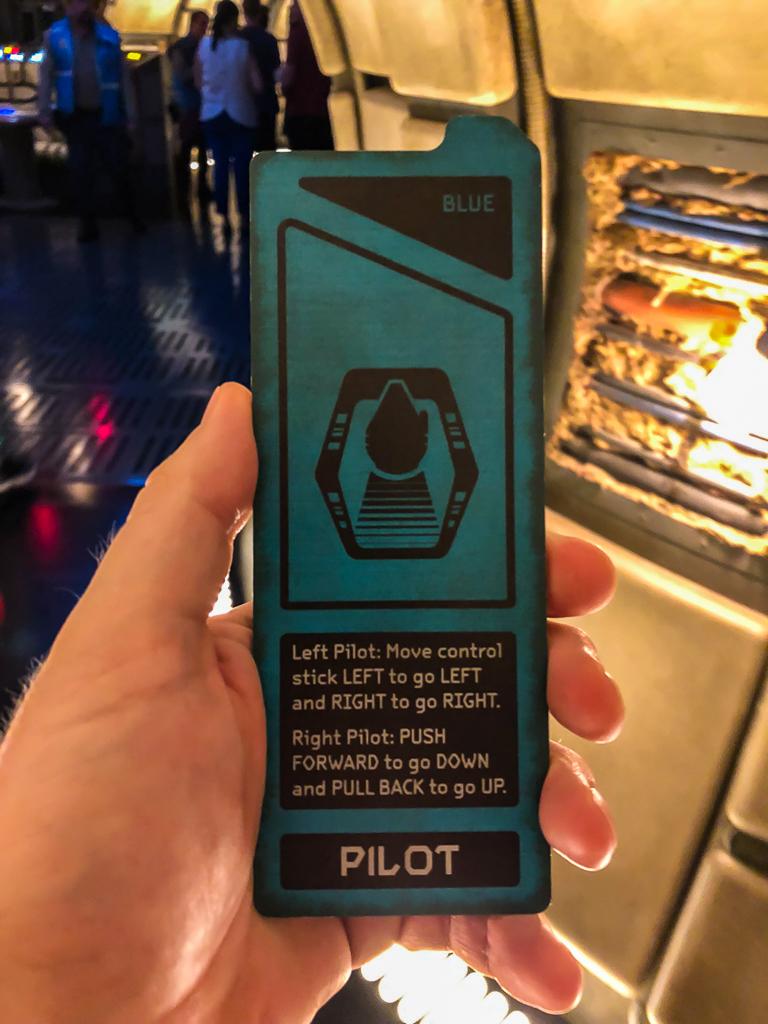 BLUE
Left Pilot: Move control
stick LEFT to go LEFT
and RIGHT to go RIGHT.
Right Pilot: PUSH
FORWARD to go DOWN
and PULL BACK to go UP.
PILOT